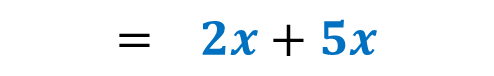 = 2x + 5x